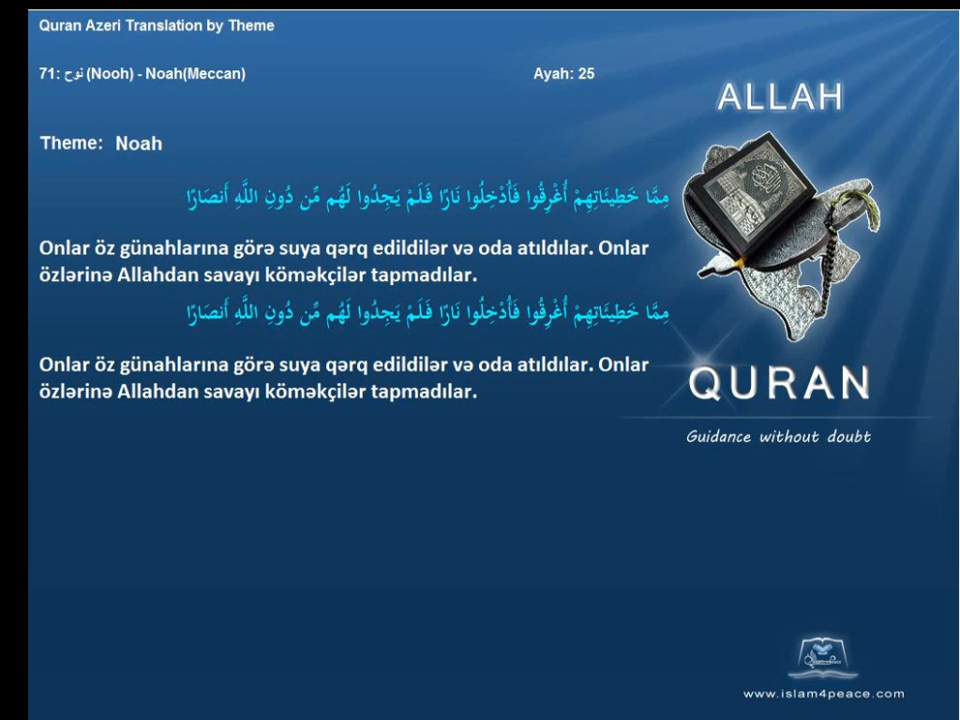 Quran Azeri Translation by Theme
71: نوح (Nooh) - Noah(Meccan) Ayah: 25
ALLAH
Theme: Noah
مِمَّا خَطِيئَاتِهِمْ أُغْرِقُوا فَأُدْخِلُوا نَارًا فَلَمْ يَجِدُوا لَهُم مِّن دُونِ اللَّهِ أَنصَارًا
Onlar öz günahlarına görə suya qərq edildilər və oda atıldılar. Onlar
özlərinə Allahdan savayı köməkçilər tapmadılar.
مِمَّا خَطِيئَاتِهِمْ أُغْرِقُوا فَأُدْخِلُوا نَارًا فَلَمْ يَجِدُوا لَهُم مِّن دُونِ اللَّهِ أَنصَارًا
Onlar öz günahlarına görə suya qərq edildilər və oda atıldılar. Onlar
özlərinə Allahdan savayı köməkçilər tapmadılar.
QURAN
Guidance without doubt
www.islam4peace.com